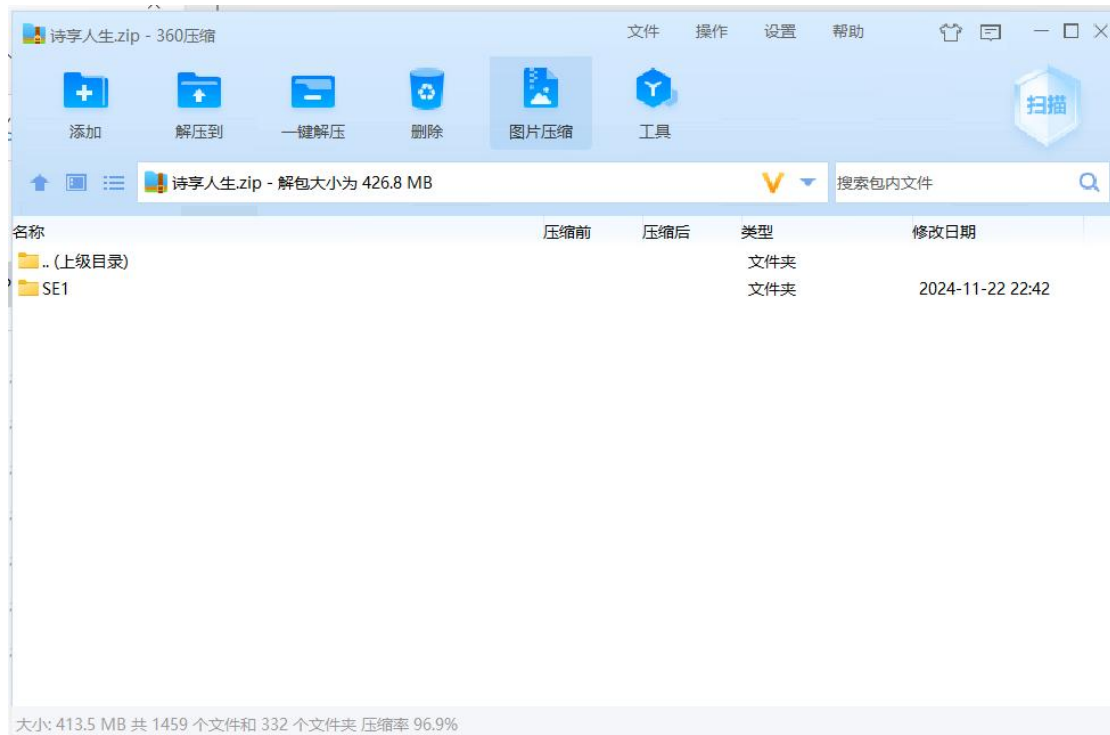 诗享人生.zip - 360压缩 文件 操作 设置 帮助
添加 解压到 一键解压 删除 图片压缩 工具 扫描
诗享人生.zip - 解包大小为 426.8 MB 搜索包内文件
名称 压缩前 压缩后 类型 修改日期
.. (上级目录) 文件夹
SE1 文件夹 2024-11-22 22:42
大小: 413.5 MB 共 1459 个文件和 332 个文件夹 压缩率 96.9%